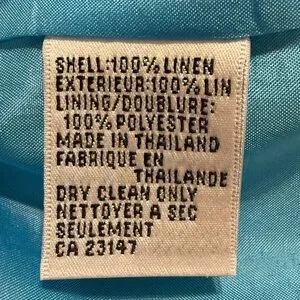 SHELL:100% LINEN
EXTERIEUR:100% LIN
LINING/DOUBLURE:
100% POLYESTER
MADE IN THAILAND
FABRIQUE EN
THAILANDE
DRY CLEAN ONLY
NETTOYER A SEC
SEULEMENT
CA 23147